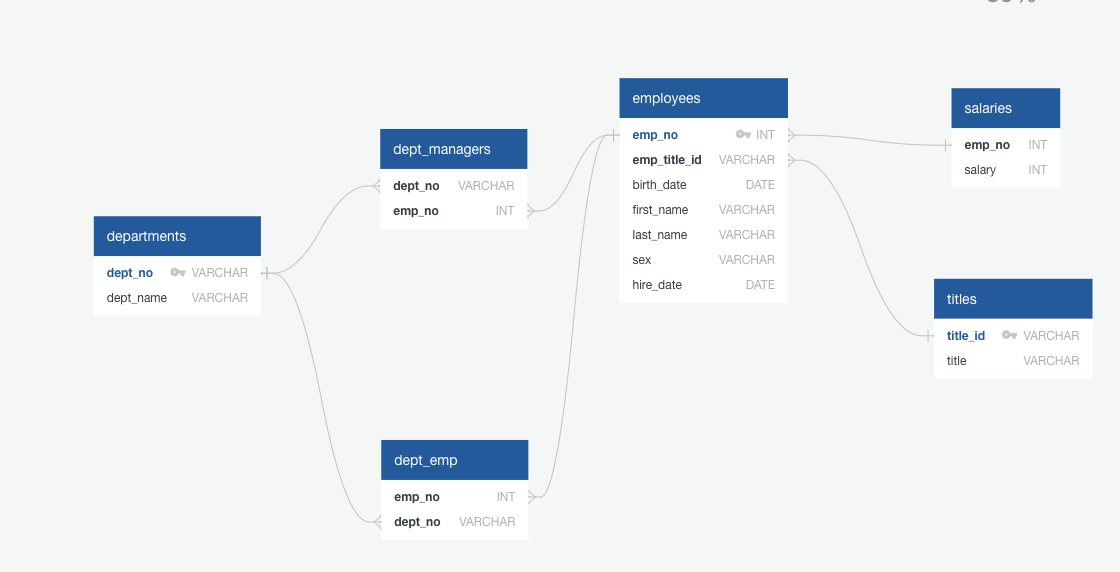 departments
dept_no VARCHAR
dept_name VARCHAR
dept_managers
dept_no VARCHAR
emp_no INT
dept_emp
emp_no INT
dept_no VARCHAR
employees
emp_no INT
emp_title_id VARCHAR
birth_date DATE
first_name VARCHAR
last_name VARCHAR
sex VARCHAR
hire_date DATE
salaries
emp_no INT
salary INT
titles
title_id VARCHAR
title VARCHAR